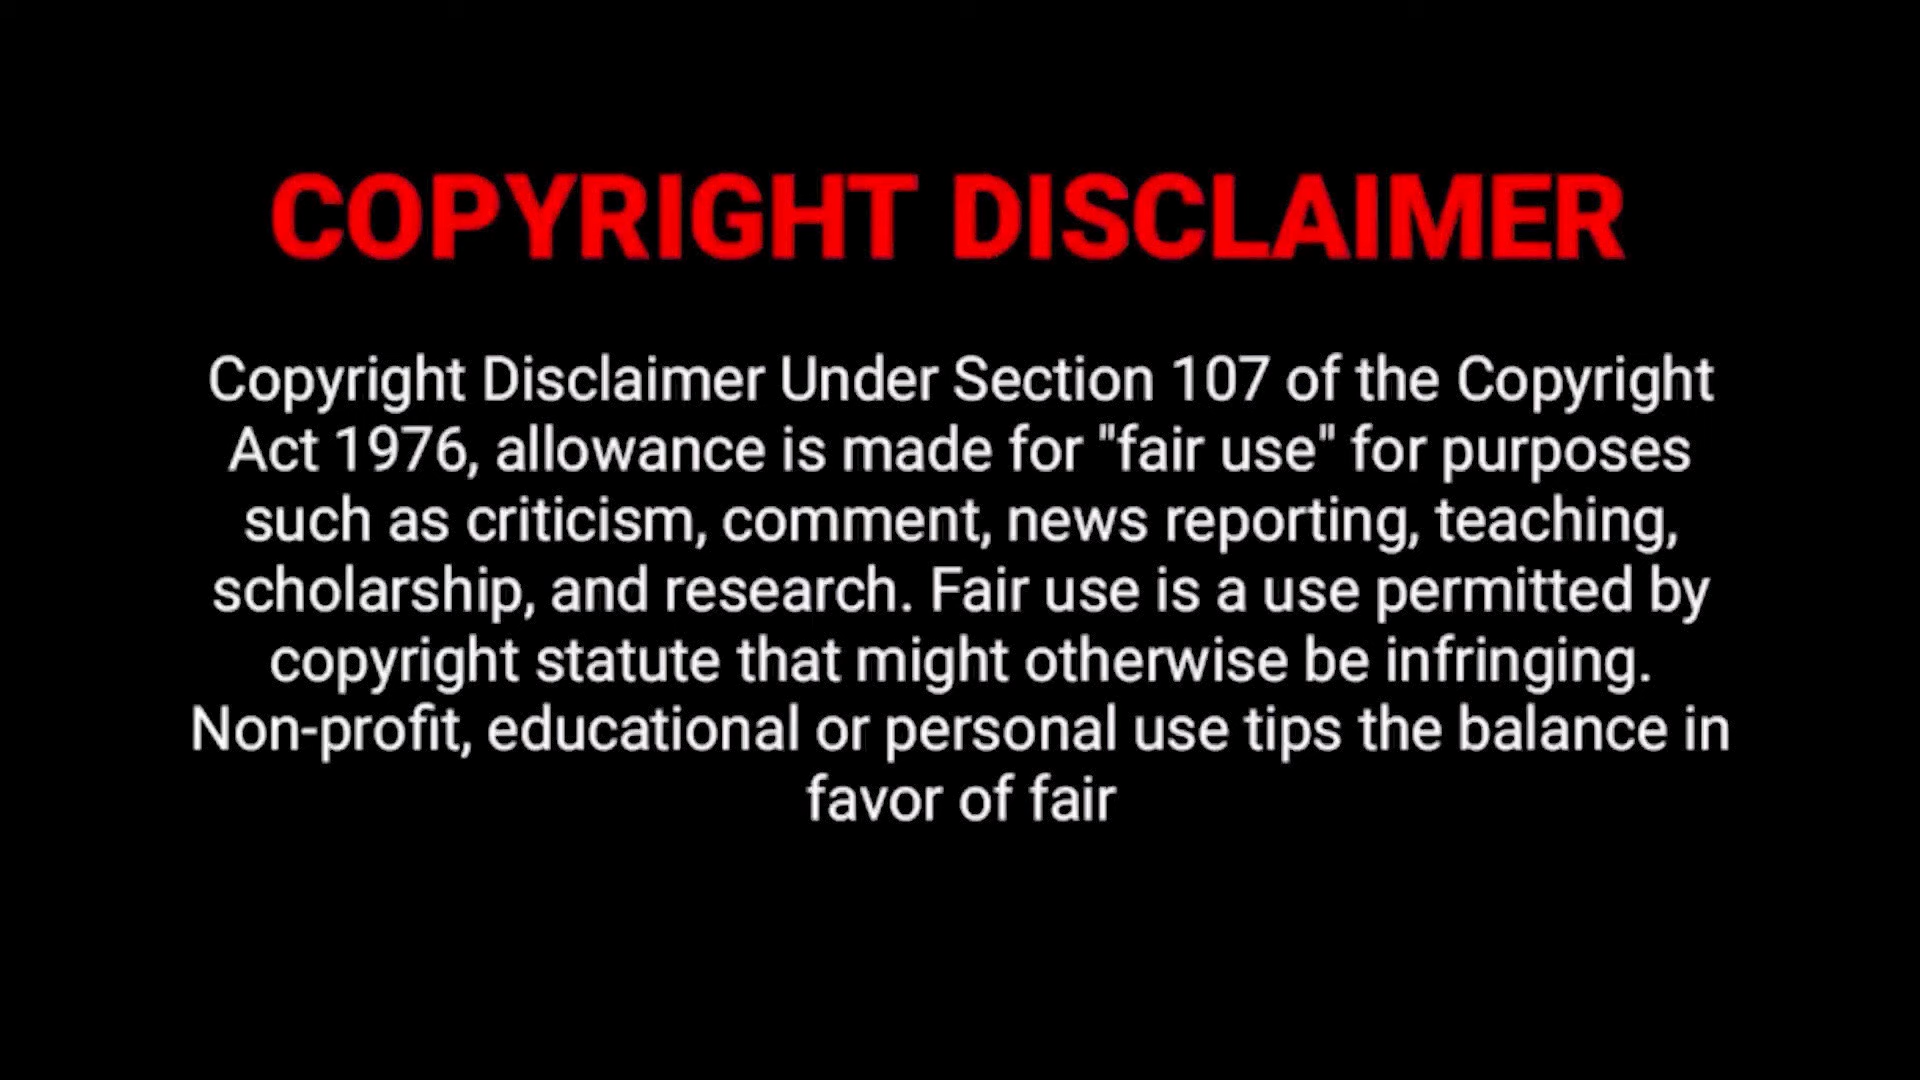 COPYRIGHT DISCLAIMER
Copyright Disclaimer Under Section 107 of the Copyright
Act 1976, allowance is made for "fair use" for purposes
such as criticism, comment, news reporting, teaching,
scholarship, and research. Fair use is a use permitted by
copyright statute that might otherwise be infringing.
Non-profit, educational or personal use tips the balance in
favor of fair